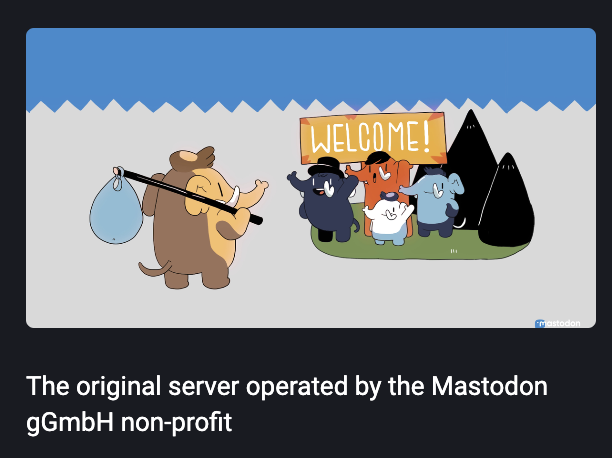 WELCOME!
mastodon
The original server operated by the Mastodon
gGmbH non-profit